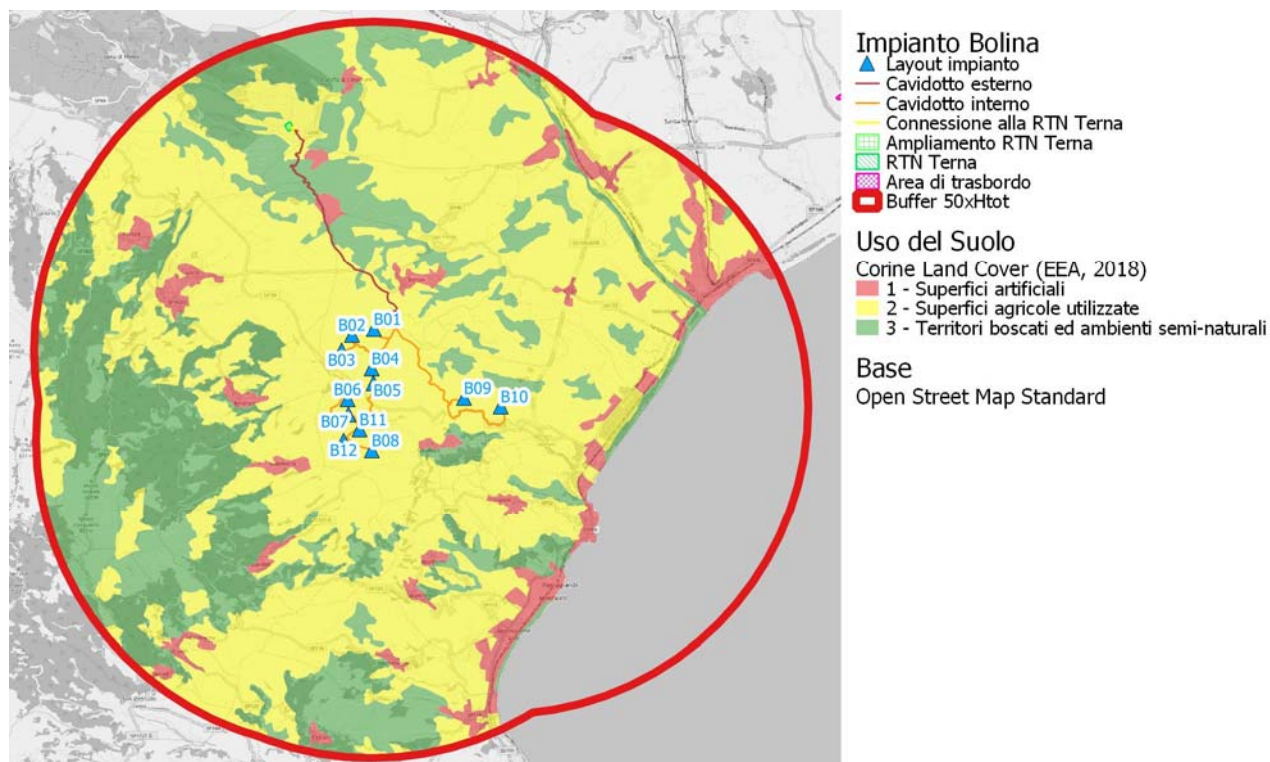 Impianto Bolina
Layout impianto
Cavidotto esterno
Cavidotto interno
Connessione alla RTN Terna
Ampliamento RTN Terna
RTN Terna
Area di trasbordo
Buffer 50xHtot
Uso del Suolo
Corine Land Cover (EEA, 2018)
1 - Superfici artificiali
2 - Superfici agricole utilizzate
3 - Territori boscati ed ambienti semi-naturali
Base
Open Street Map Standard
B02
B01
B03
B04
B05
B06
B09
B10
B07
B11
B12
B08